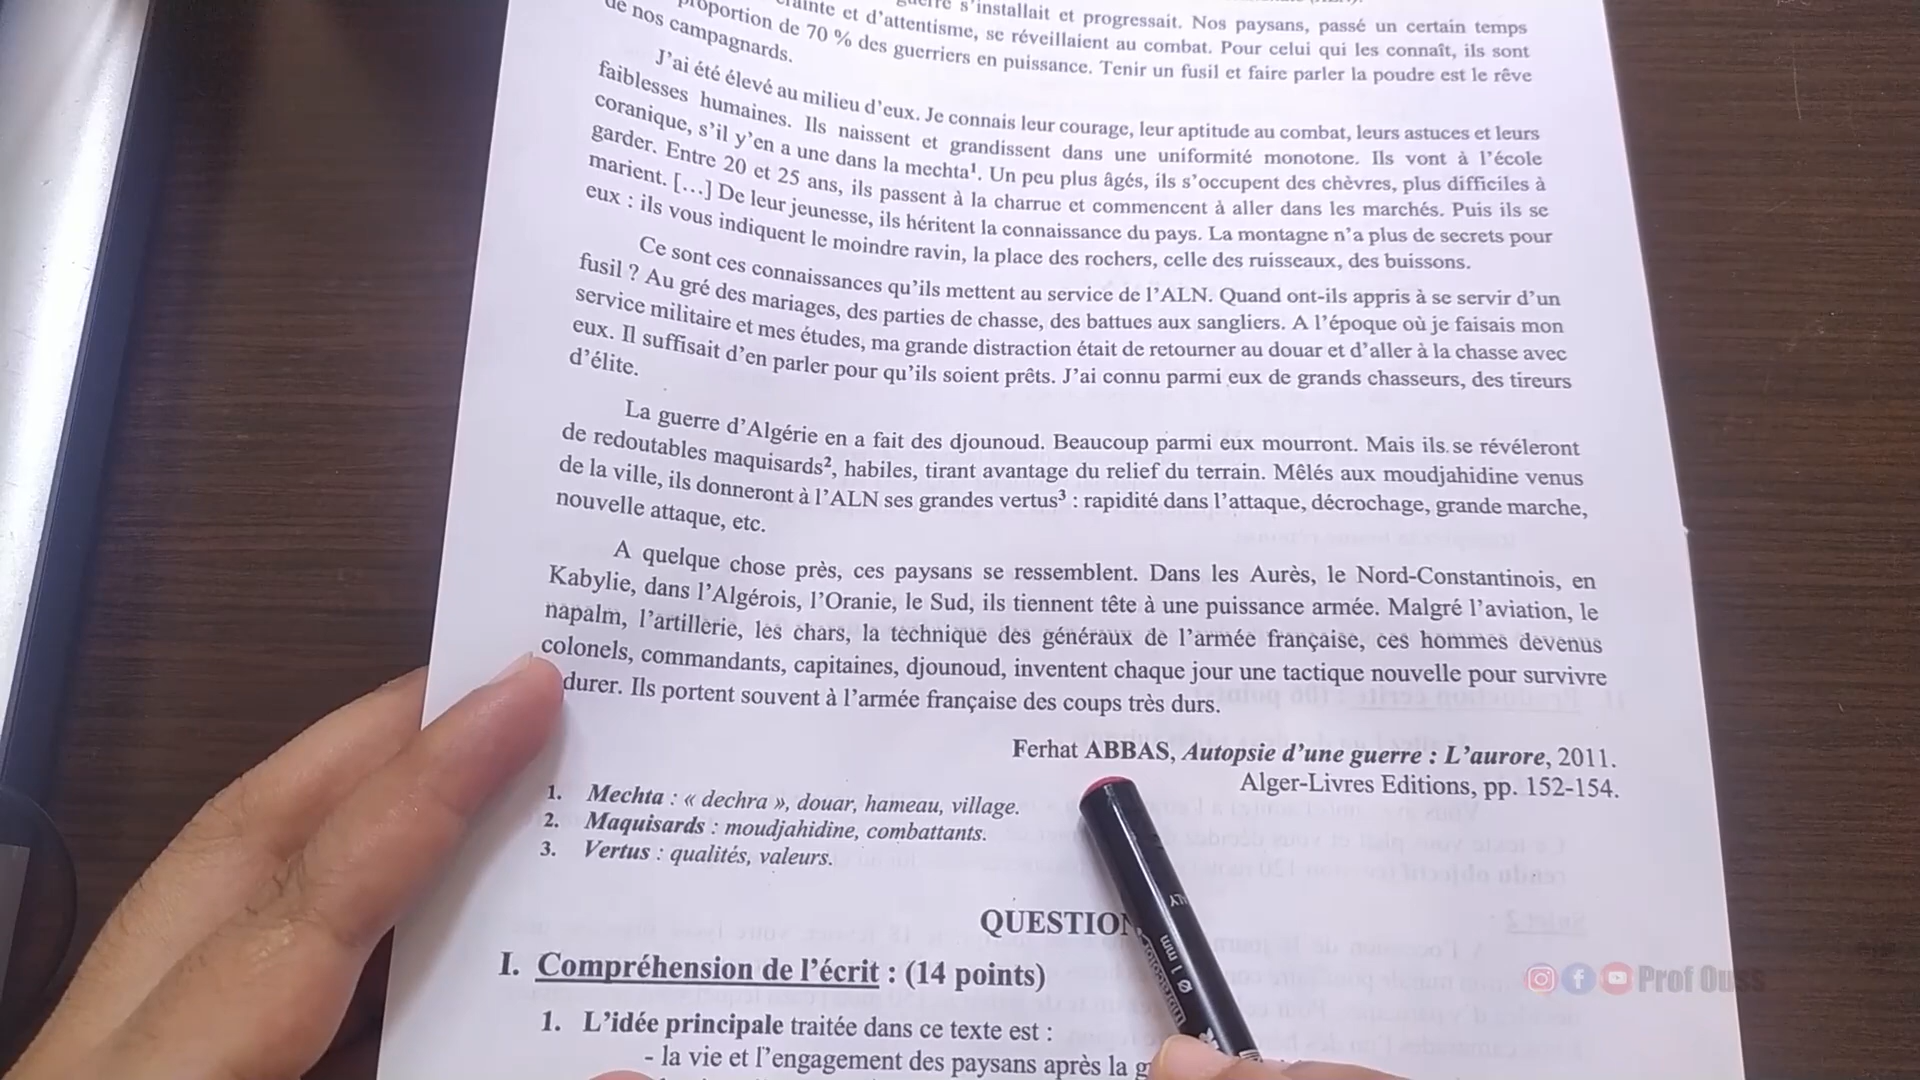 guerre s'installait et progressait. Nos paysans, passé un certain temps
et d'attentisme, se réveillaient au combat. Pour celui qui les connaît, ils sont
proportion de 70 % des guerriers en puissance. Tenir un fusil et faire parler la poudre est le rêve
de nos campagnards.
J'ai été élevé au milieu d'eux. Je connais leur courage, leur aptitude au combat, leurs astuces et leurs
faiblesses humaines. Ils naissent et grandissent dans une uniformité monotone. Ils vont à l'école
coranique, s'il y'en a une dans la mechta¹. Un peu plus âgés, ils s'occupent des chèvres, plus difficiles à
garder. Entre 20 et 25 ans, ils passent à la charrue et commencent à aller dans les marchés. Puis ils se
marient. […] De leur jeunesse, ils héritent la connaissance du pays. La montagne n'a plus de secrets pour
eux : ils vous indiquent le moindre ravin, la place des rochers, celle des ruisseaux, des buissons.
Ce sont ces connaissances qu'ils mettent au service de l'ALN. Quand ont-ils appris à se servir d'un
fusil ? Au gré des mariages, des parties de chasse, des battues aux sangliers. A l'époque où je faisais mon
service militaire et mes études, ma grande distraction était de retourner au douar et d'aller à la chasse avec
eux. Il suffisait d'en parler pour qu'ils soient prêts. J'ai connu parmi eux de grands chasseurs, des tireurs
d'élite.
La guerre d'Algérie en a fait des djounoud. Beaucoup parmi eux mourront. Mais ils se révéleront
de redoutables maquisards², habiles, tirant avantage du relief du terrain. Mêlés aux moudjahidine venus
de la ville, ils donneront à l'ALN ses grandes vertus³ : rapidité dans l'attaque, décrochage, grande marche,
nouvelle attaque, etc.
A quelque chose près, ces paysans se ressemblent. Dans les Aurès, le Nord-Constantinois, en
Kabylie, dans l'Algérois, l'Oranie, le Sud, ils tiennent tête à une puissance armée. Malgré l'aviation, le
napalm, l'artillerie, les chars, la technique des généraux de l'armée française, ces hommes devenus
colonels, commandants, capitaines, djounoud, inventent chaque jour une tactique nouvelle pour survivre
durer. Ils portent souvent à l'armée française des coups très durs.
Ferhat ABBAS, Autopsie d'une guerre : L'aurore, 2011.
Alger-Livres Editions, pp. 152-154.
1. Mechta : « dechra », douar, hameau, village.
2. Maquisards : moudjahidine, combattants.
3. Vertus : qualités, valeurs.
QUESTION
I. Compréhension de l'écrit : (14 points)
1. L'idée principale traitée dans ce texte est :
- la vie et l'engagement des paysans après la g
Prof Ouss